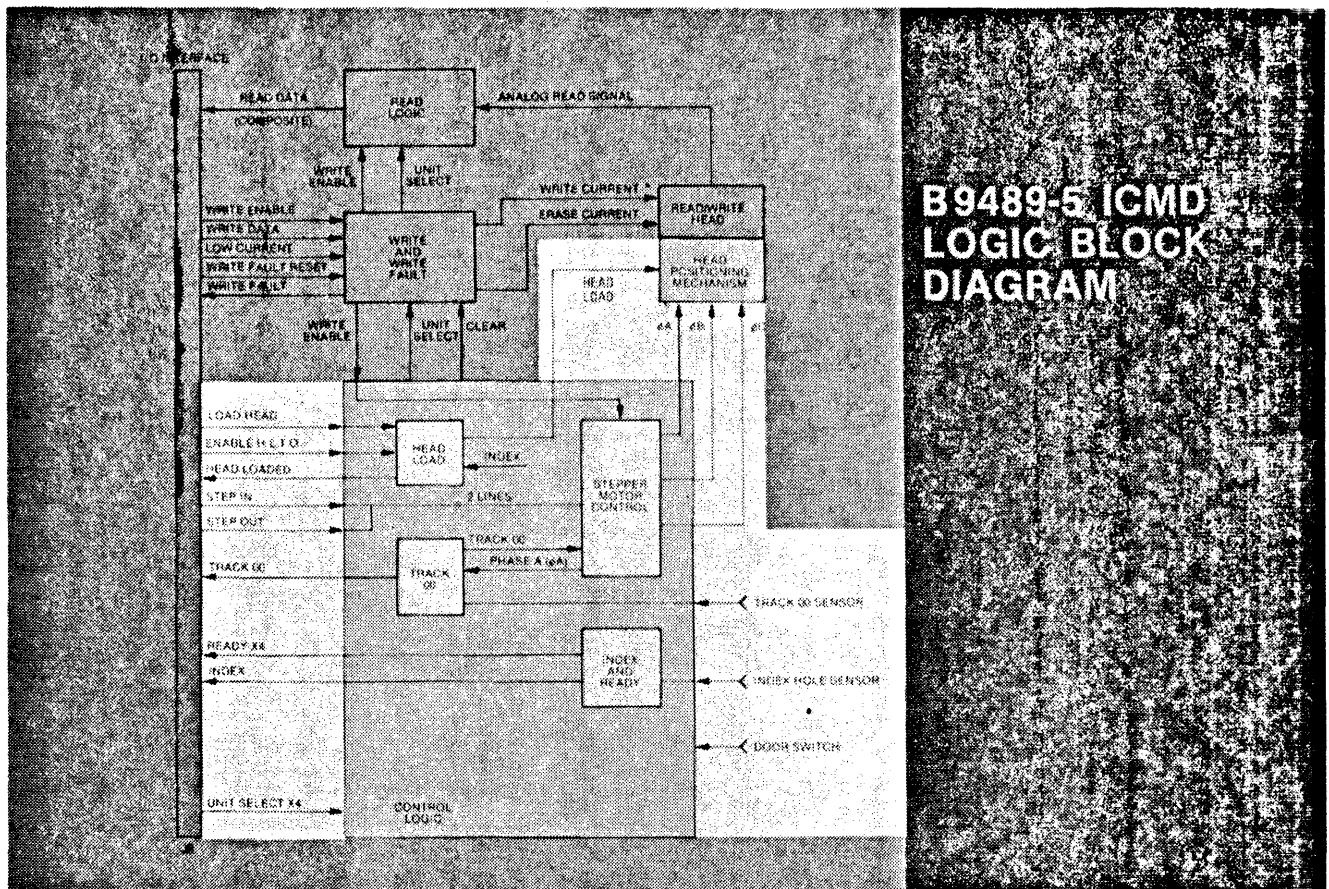 I/O INTERFACE
READ DATA
(COMPOSITE)
READ
LOGIC
ANALOG READ SIGNAL
WRITE
ENABLE
UNIT
SELECT
WRITE CURRENT
ERASE CURRENT
READ/WRITE
HEAD
B9489-5 ICMD
LOGIC BLOCK
DIAGRAM
WRITE ENABLE
WRITE DATA
LOW CURRENT
WRITE FAULT RESET
WRITE FAULT
WRITE
AND
WRITE
FAULT
HEAD
POSITIONING
MECHANISM
HEAD
LOAD
WRITE
ENABLE
UNIT
SELECT
CLEAR
øA
øB
LOAD HEAD
ENABLE H.L.T.O.
HEAD LOADED
STEP IN
STEP OUT
HEAD
LOAD
INDEX
2 LINES
STEPPER
MOTOR
CONTROL
TRACK 00
PHASE A (øA)
TRACK 00
TRACK
00
TRACK 00 SENSOR
READY X4
INDEX
INDEX
AND
READY
INDEX HOLE SENSOR
DOOR SWITCH
UNIT SELECT X4
CONTROL
LOGIC